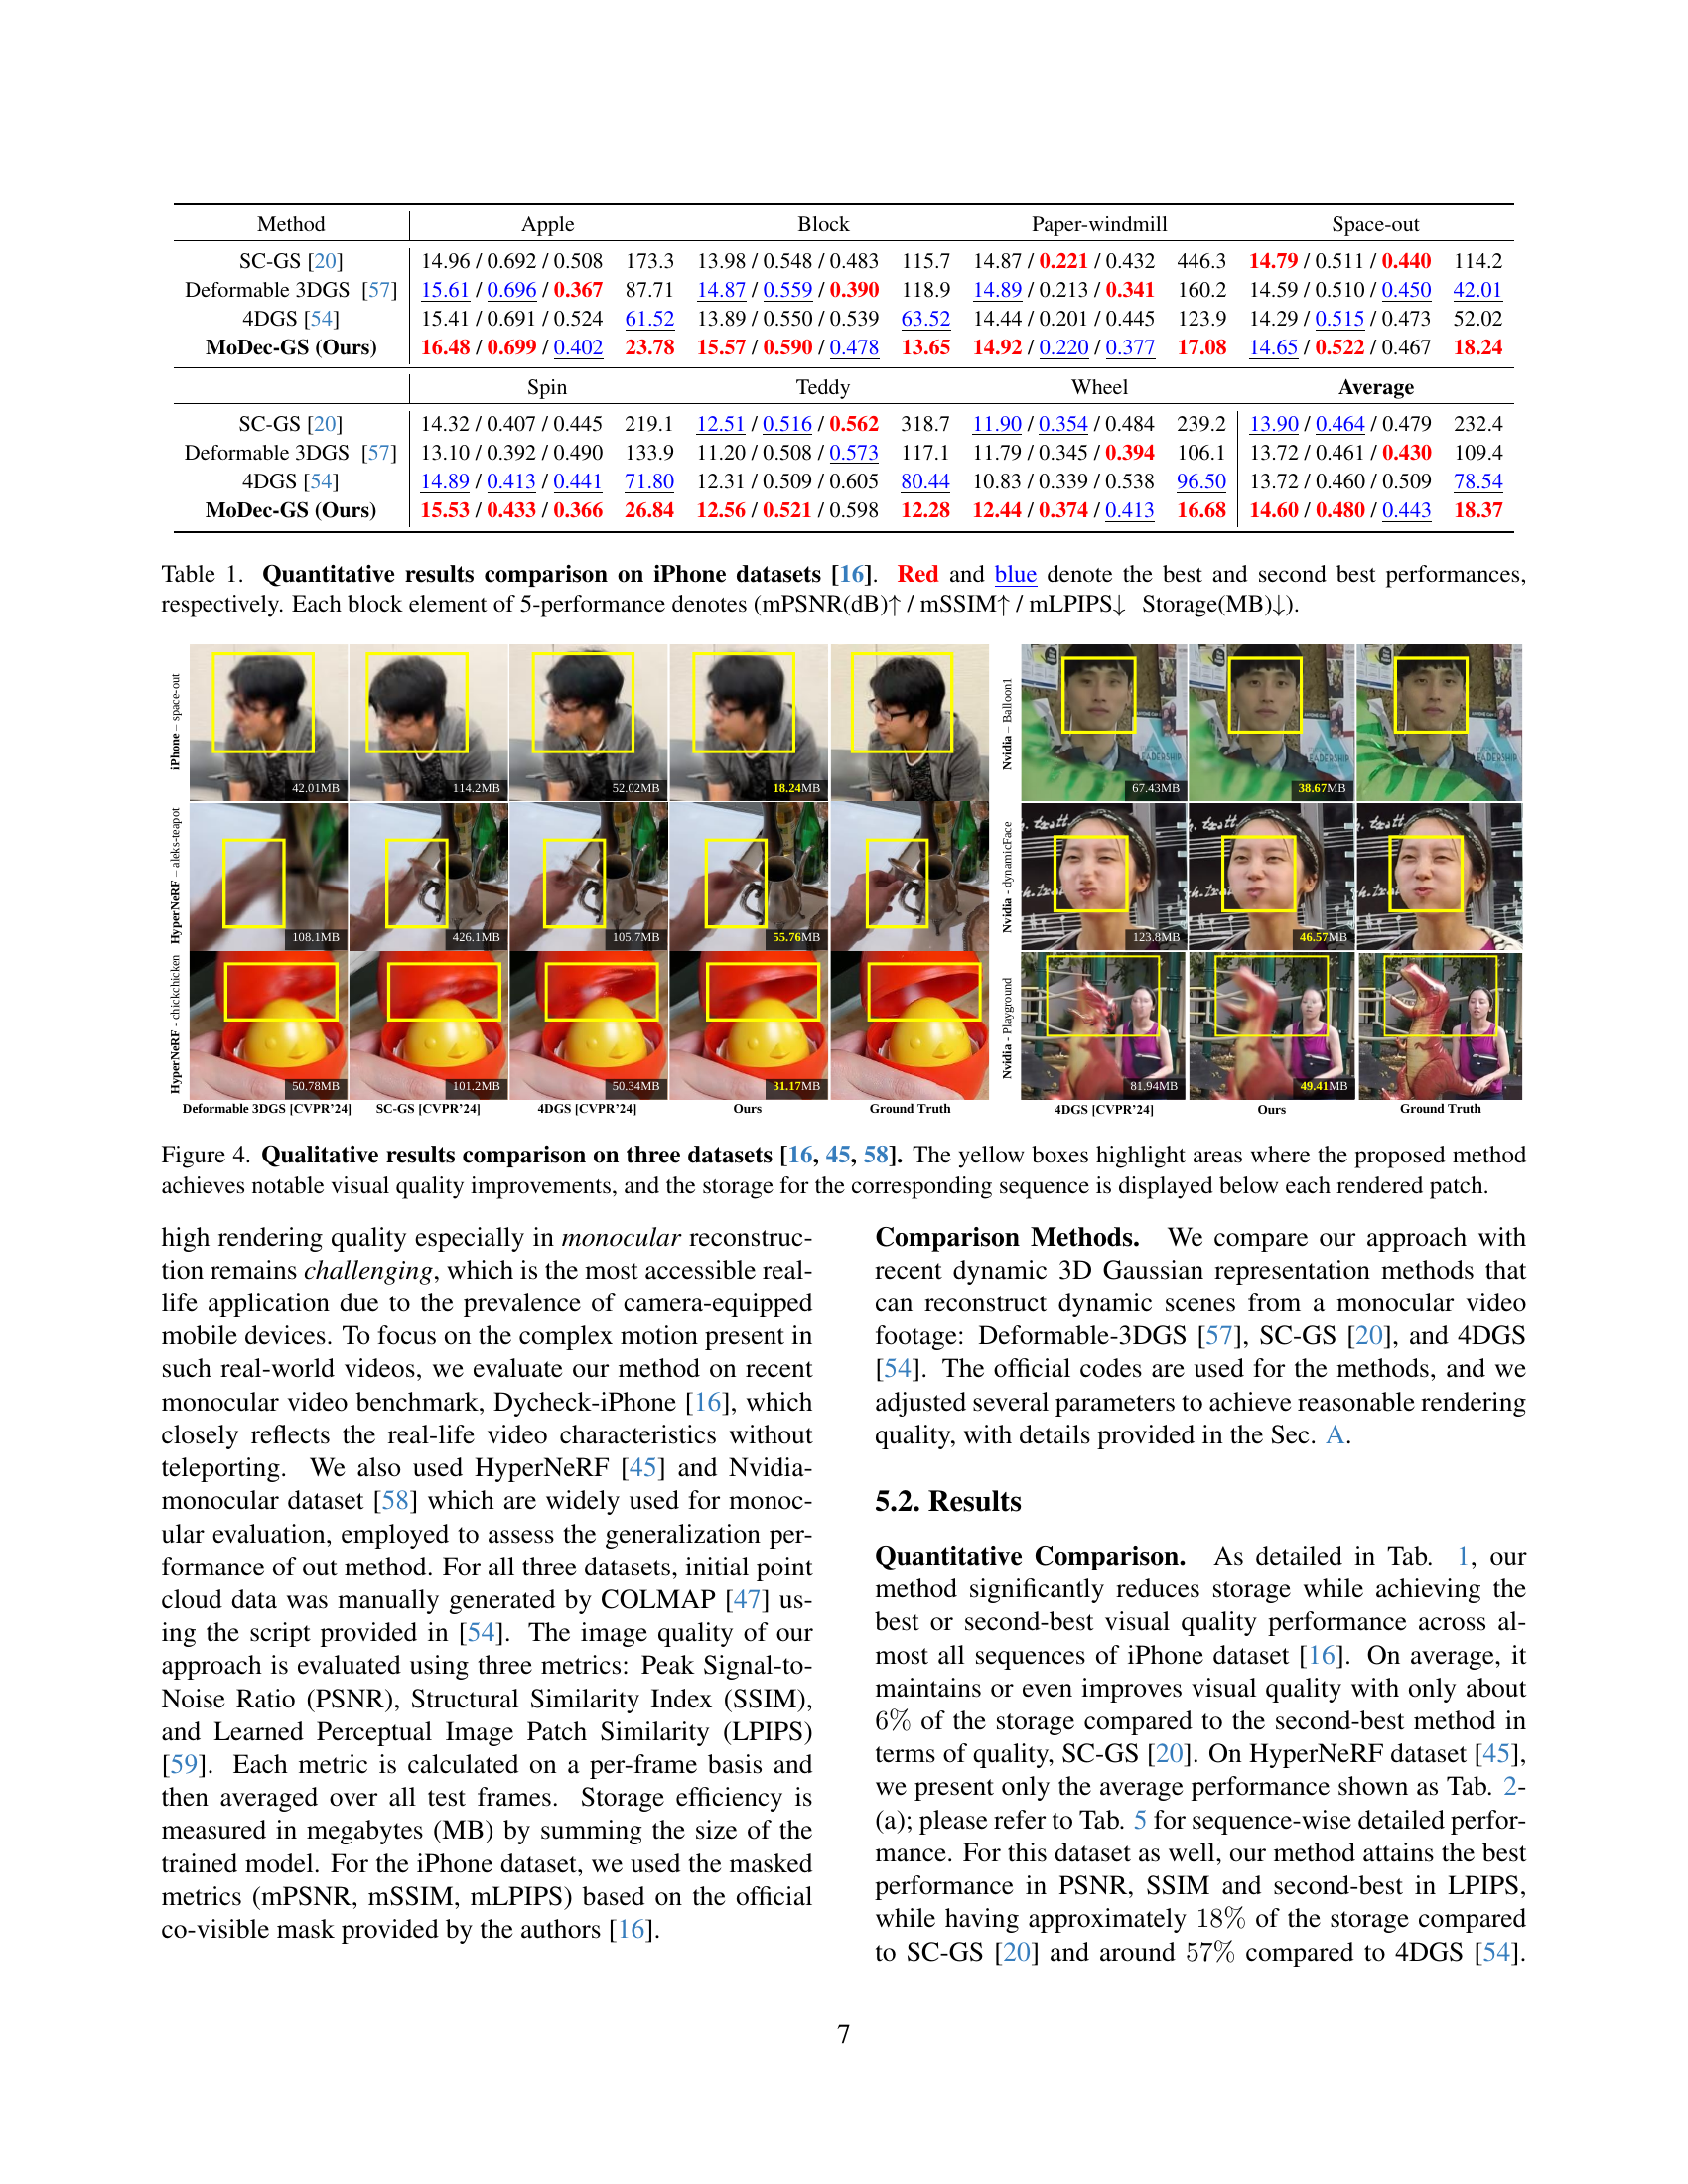 Method Apple Block Paper-windmill Space-out
SC-GS [20] 14.96 / 0.692 / 0.508 173.3 13.98 / 0.548 / 0.483 115.7 14.87 / 0.221 / 0.432 446.3 14.79 / 0.511 / 0.440 114.2
Deformable 3DGS [57] 15.61 / 0.696 / 0.367 87.71 14.87 / 0.559 / 0.390 118.9 14.89 / 0.213 / 0.341 160.2 14.59 / 0.510 / 0.450 42.01
4DGS [54] 15.41 / 0.691 / 0.524 61.52 13.89 / 0.550 / 0.539 63.52 14.44 / 0.201 / 0.445 123.9 14.29 / 0.515 / 0.473 52.02
MoDec-GS (Ours) 16.48 / 0.699 / 0.402 23.78 15.57 / 0.590 / 0.478 13.65 14.92 / 0.220 / 0.377 17.08 14.65 / 0.522 / 0.467 18.24
Spin Teddy Wheel Average
SC-GS [20] 14.32 / 0.407 / 0.445 219.1 12.51 / 0.516 / 0.562 318.7 11.90 / 0.354 / 0.484 239.2 13.90 / 0.464 / 0.479 232.4
Deformable 3DGS [57] 13.10 / 0.392 / 0.490 133.9 11.20 / 0.508 / 0.573 117.1 11.79 / 0.345 / 0.394 106.1 13.72 / 0.461 / 0.430 109.4
4DGS [54] 14.89 / 0.413 / 0.441 71.80 12.31 / 0.509 / 0.605 80.44 10.83 / 0.339 / 0.538 96.50 13.72 / 0.460 / 0.509 78.54
MoDec-GS (Ours) 15.53 / 0.433 / 0.366 26.84 12.56 / 0.521 / 0.598 12.28 12.44 / 0.374 / 0.413 16.68 14.60 / 0.480 / 0.443 18.37
Table 1. Quantitative results comparison on iPhone datasets [16]. Red and blue denote the best and second best performances,
respectively. Each block element of 5-performance denotes (mPSNR(dB)↑ / mSSIM↑ / mLPIPS↓ Storage(MB)↓).
iPhone – space-out
42.01MB 114.2MB 52.02MB 18.24MB
HyperNeRF – aleks-teapot
108.1MB 426.1MB 105.7MB 55.76MB
HyperNeRF - chickchicken
50.78MB 101.2MB 50.34MB 31.17MB
Deformable 3DGS [CVPR'24] SC-GS [CVPR'24] 4DGS [CVPR'24] Ours Ground Truth
Nvidia – Balloon1
67.43MB 38.67MB
Nvidia - dynamicFace
123.8MB 46.57MB
Nvidia - Playground
81.94MB 49.41MB
4DGS [CVPR'24] Ours Ground Truth
Figure 4. Qualitative results comparison on three datasets [16, 45, 58]. The yellow boxes highlight areas where the proposed method
achieves notable visual quality improvements, and the storage for the corresponding sequence is displayed below each rendered patch.
high rendering quality especially in monocular reconstruc-
tion remains challenging, which is the most accessible real-
life application due to the prevalence of camera-equipped
mobile devices. To focus on the complex motion present in
such real-world videos, we evaluate our method on recent
monocular video benchmark, Dycheck-iPhone [16], which
closely reflects the real-life video characteristics without
teleporting. We also used HyperNeRF [45] and Nvidia-
monocular dataset [58] which are widely used for monoc-
ular evaluation, employed to assess the generalization per-
formance of out method. For all three datasets, initial point
cloud data was manually generated by COLMAP [47] us-
ing the script provided in [54]. The image quality of our
approach is evaluated using three metrics: Peak Signal-to-
Noise Ratio (PSNR), Structural Similarity Index (SSIM),
and Learned Perceptual Image Patch Similarity (LPIPS)
[59]. Each metric is calculated on a per-frame basis and
then averaged over all test frames. Storage efficiency is
measured in megabytes (MB) by summing the size of the
trained model. For the iPhone dataset, we used the masked
metrics (mPSNR, mSSIM, mLPIPS) based on the official
co-visible mask provided by the authors [16].
Comparison Methods. We compare our approach with
recent dynamic 3D Gaussian representation methods that
can reconstruct dynamic scenes from a monocular video
footage: Deformable-3DGS [57], SC-GS [20], and 4DGS
[54]. The official codes are used for the methods, and we
adjusted several parameters to achieve reasonable rendering
quality, with details provided in the Sec. A.
5.2. Results
Quantitative Comparison. As detailed in Tab. 1, our
method significantly reduces storage while achieving the
best or second-best visual quality performance across al-
most all sequences of iPhone dataset [16]. On average, it
maintains or even improves visual quality with only about
6% of the storage compared to the second-best method in
terms of quality, SC-GS [20]. On HyperNeRF dataset [45],
we present only the average performance shown as Tab. 2-
(a); please refer to Tab. 5 for sequence-wise detailed perfor-
mance. For this dataset as well, our method attains the best
performance in PSNR, SSIM and second-best in LPIPS,
while having approximately 18% of the storage compared
to SC-GS [20] and around 57% compared to 4DGS [54].
7